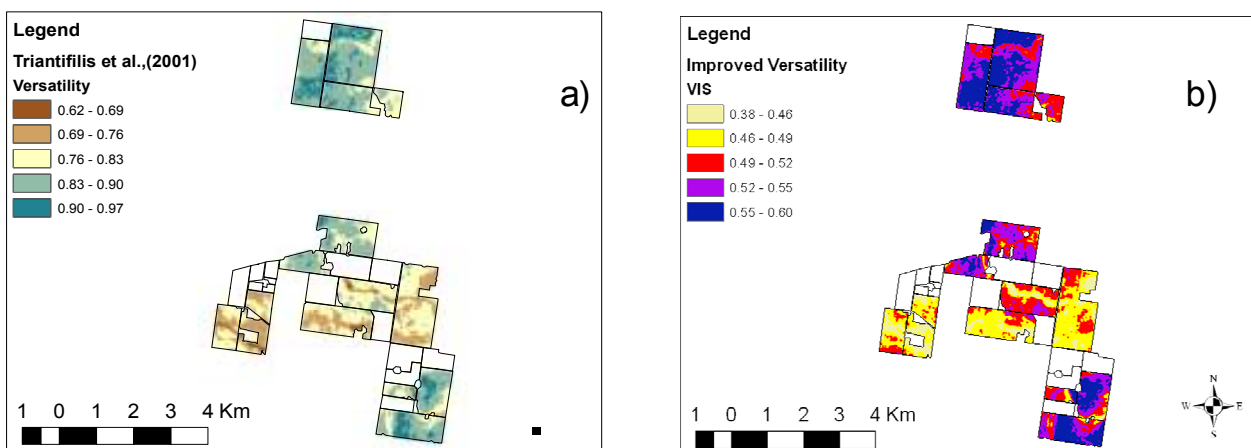 Legend
Triantifilis et al.,(2001)
Versatility
0.62 - 0.69
0.69 - 0.76
0.76 - 0.83
0.83 - 0.90
0.90 - 0.97
a)
1 0 1 2 3 4 Km
Legend
Improved Versatility
VIS
0.38 - 0.46
0.46 - 0.49
0.49 - 0.52
0.52 - 0.55
0.55 - 0.60
b)
N
W E
S
1 0 1 2 3 4 Km